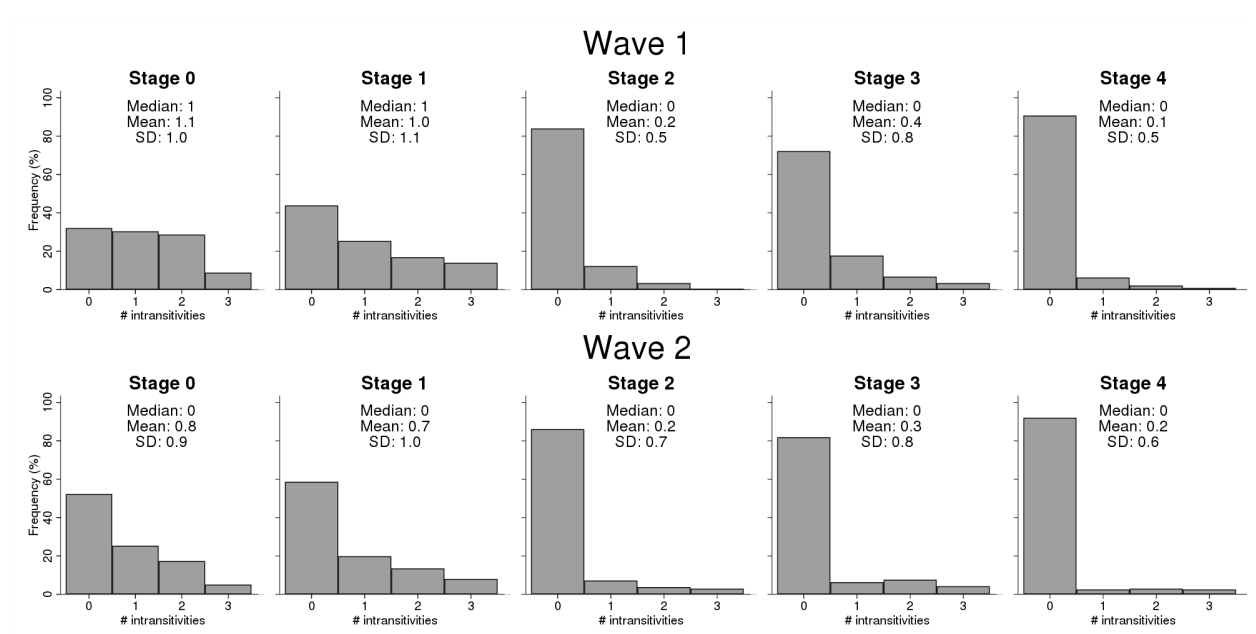 Wave 1
Stage 0
Median: 1
Mean: 1.1
SD: 1.0
Frequency (%)
0
20
40
60
80
100
0 1 2 3
# intransitivities
Stage 1
Median: 1
Mean: 1.0
SD: 1.1
0 1 2 3
# intransitivities
Stage 2
Median: 0
Mean: 0.2
SD: 0.5
0 1 2 3
# intransitivities
Stage 3
Median: 0
Mean: 0.4
SD: 0.8
0 1 2 3
# intransitivities
Stage 4
Median: 0
Mean: 0.1
SD: 0.5
0 1 2 3
# intransitivities
Wave 2
Stage 0
Median: 0
Mean: 0.8
SD: 0.9
Frequency (%)
0
20
40
60
80
100
0 1 2 3
# intransitivities
Stage 1
Median: 0
Mean: 0.7
SD: 1.0
0 1 2 3
# intransitivities
Stage 2
Median: 0
Mean: 0.2
SD: 0.7
0 1 2 3
# intransitivities
Stage 3
Median: 0
Mean: 0.3
SD: 0.8
0 1 2 3
# intransitivities
Stage 4
Median: 0
Mean: 0.2
SD: 0.6
0 1 2 3
# intransitivities